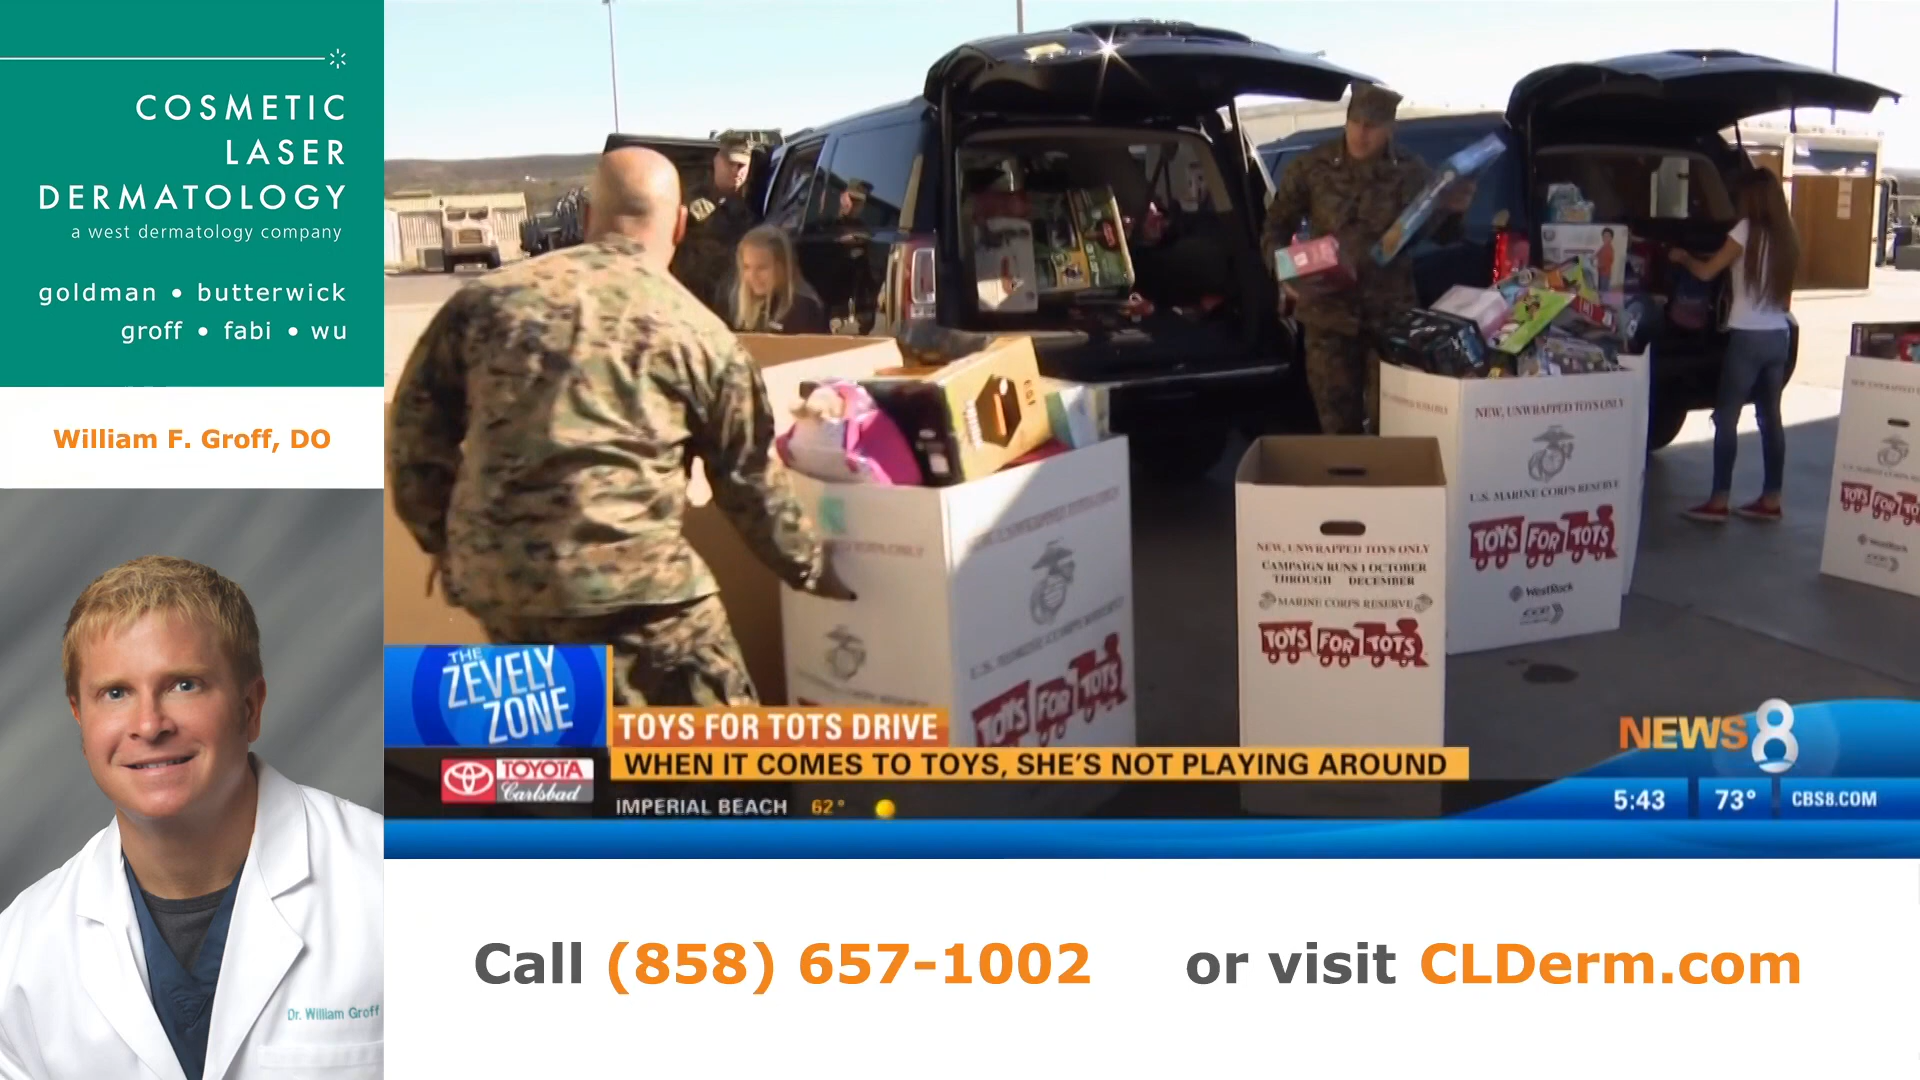 COSMETIC
LASER
DERMATOLOGY
a west dermatology company
goldman • butterwick
groff • fabi • wu
William F. Groff, DO
Dr. William Groff
NEW, UNWRAPPED TOYS ONLY
U.S. MARINE CORPS RESERVE
TOYS FOR TOTS
WestRock
NEW, UNWRAPPED TOYS ONLY
CAMPAIGN RUNS 1 OCTOBER
THROUGH DECEMBER
MARINE CORPS RESERVE
TOYS FOR TOTS
TOYS FOR TOTS
THE
ZEVELY
ZONE
TOYS FOR TOTS DRIVE
WHEN IT COMES TO TOYS, SHE'S NOT PLAYING AROUND
TOYOTA
Carlsbad
IMPERIAL BEACH 62°
NEWS 8
5:43 73° CBS8.COM
Call (858) 657-1002 or visit CLDerm.com